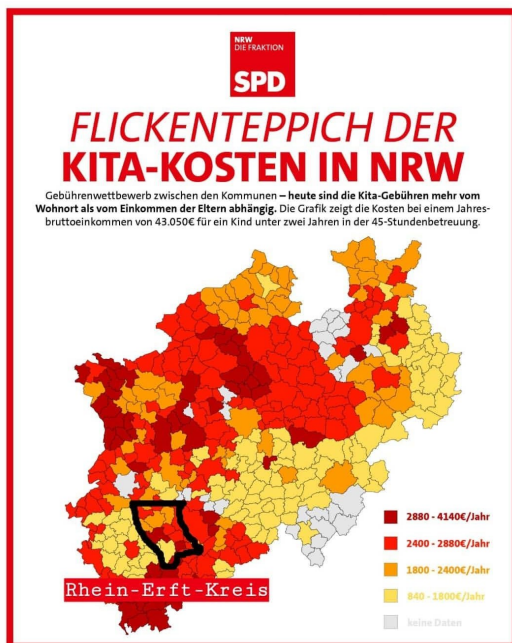 NRW
DIE FRAKTION
SPD
FLICKENTEPPICH DER
KITA-KOSTEN IN NRW
Gebührenwettbewerb zwischen den Kommunen – heute sind die Kita-Gebühren mehr vom
Wohnort als vom Einkommen der Eltern abhängig. Die Grafik zeigt die Kosten bei einem Jahres-
bruttoeinkommen von 43.050€ für ein Kind unter zwei Jahren in der 45-Stundenbetreuung.
2880 - 4140€/Jahr
2400 - 2880€/Jahr
1800 - 2400€/Jahr
840 - 1800€/Jahr
keine Daten
Rhein-Erft-Kreis